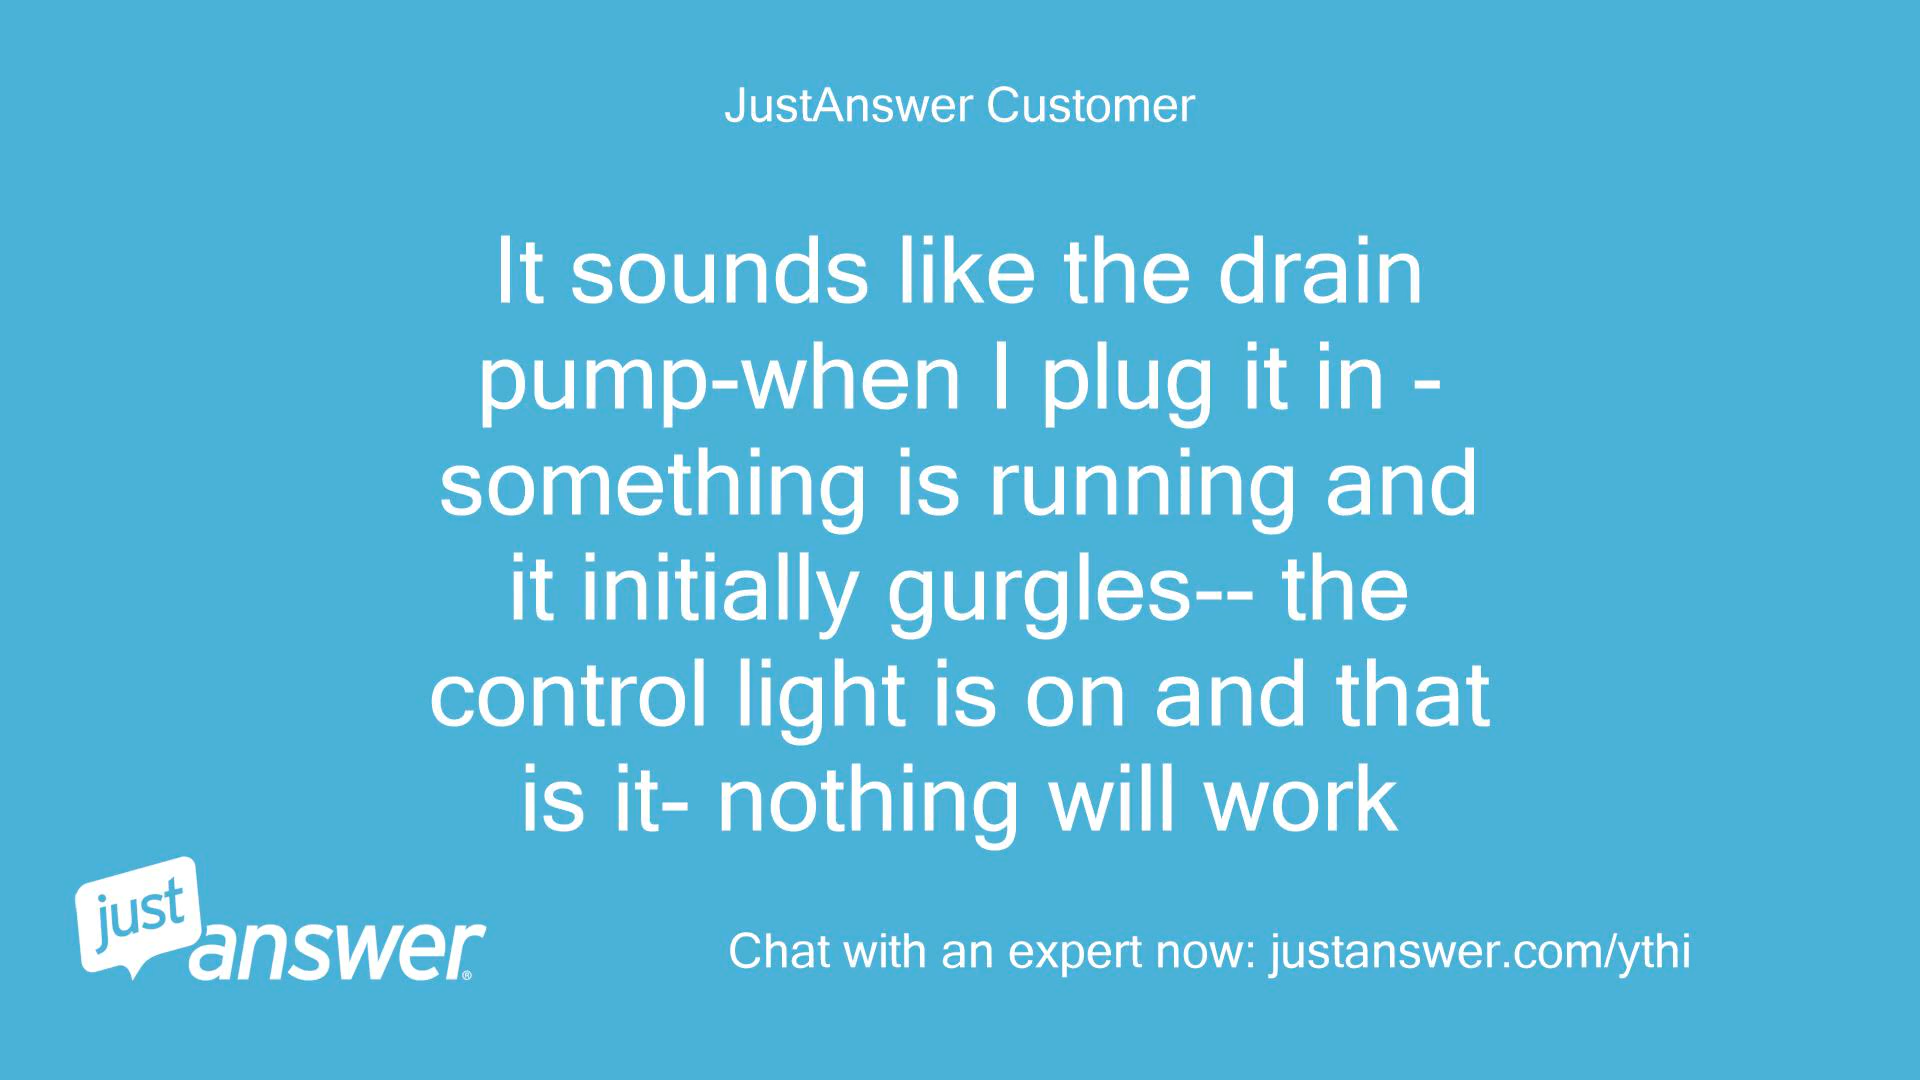 JustAnswer Customer
It sounds like the drain
pump-when I plug it in -
something is running and
it initially gurgles-- the
control light is on and that
is it- nothing will work
just
answer®
Chat with an expert now: justanswer.com/ythi